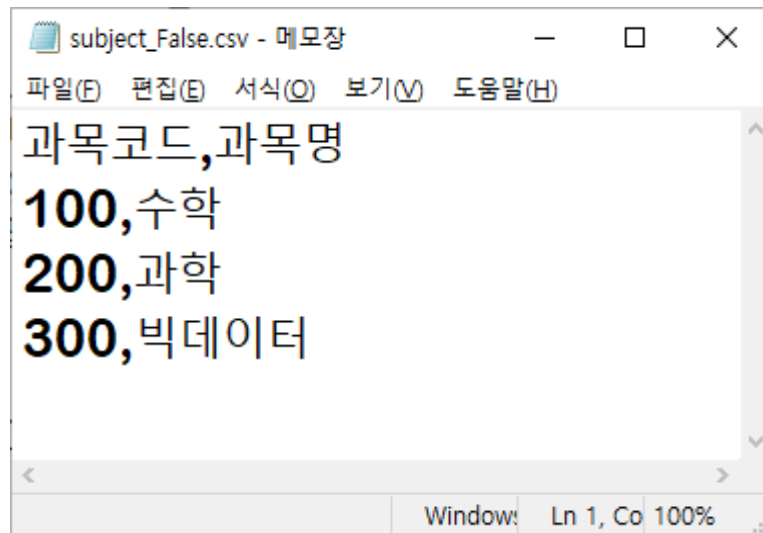 subject_False.csv - 메모장
파일(F) 편집(E) 서식(O) 보기(V) 도움말(H)
과목코드,과목명
100,수학
200,과학
300,빅데이터
Windows Ln 1, Co 100%